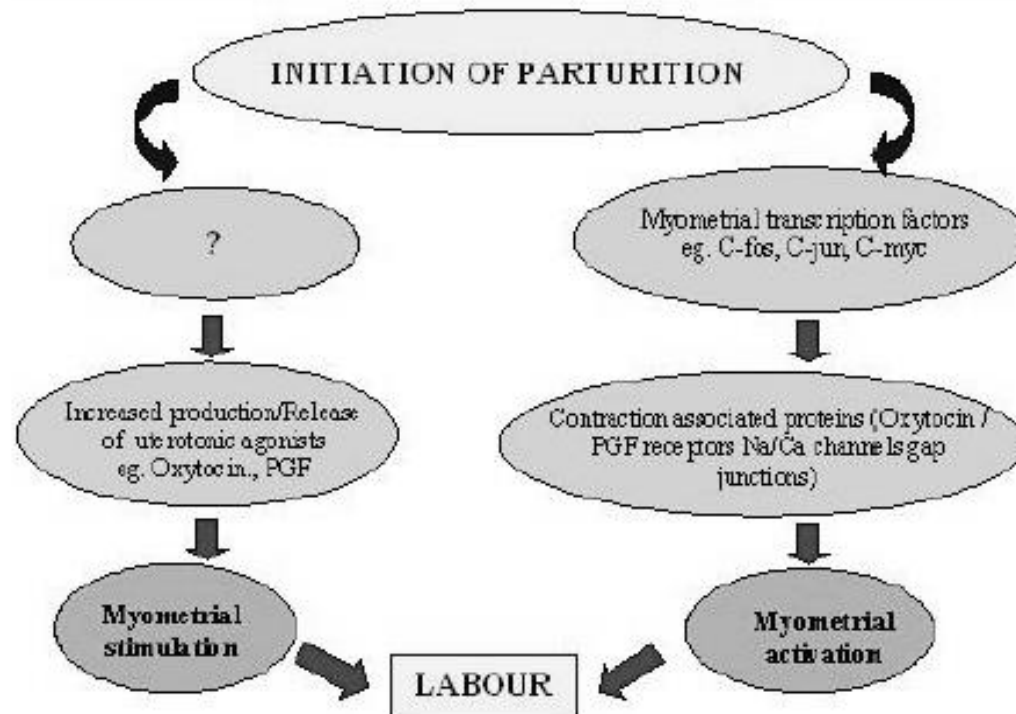 INITIATION OF PARTURITION
?
Myometrial transcription factors
eg. C-fos, C-jun, C-myc
Increased production/Release
of uterotonic agonists
eg. Oxytocin., PGF
Contraction associated proteins (Oxytocin /
PGF receptors Na/Ca channels gap
junctions)
Myometrial
stimulation
Myometrial
activation
LABOUR